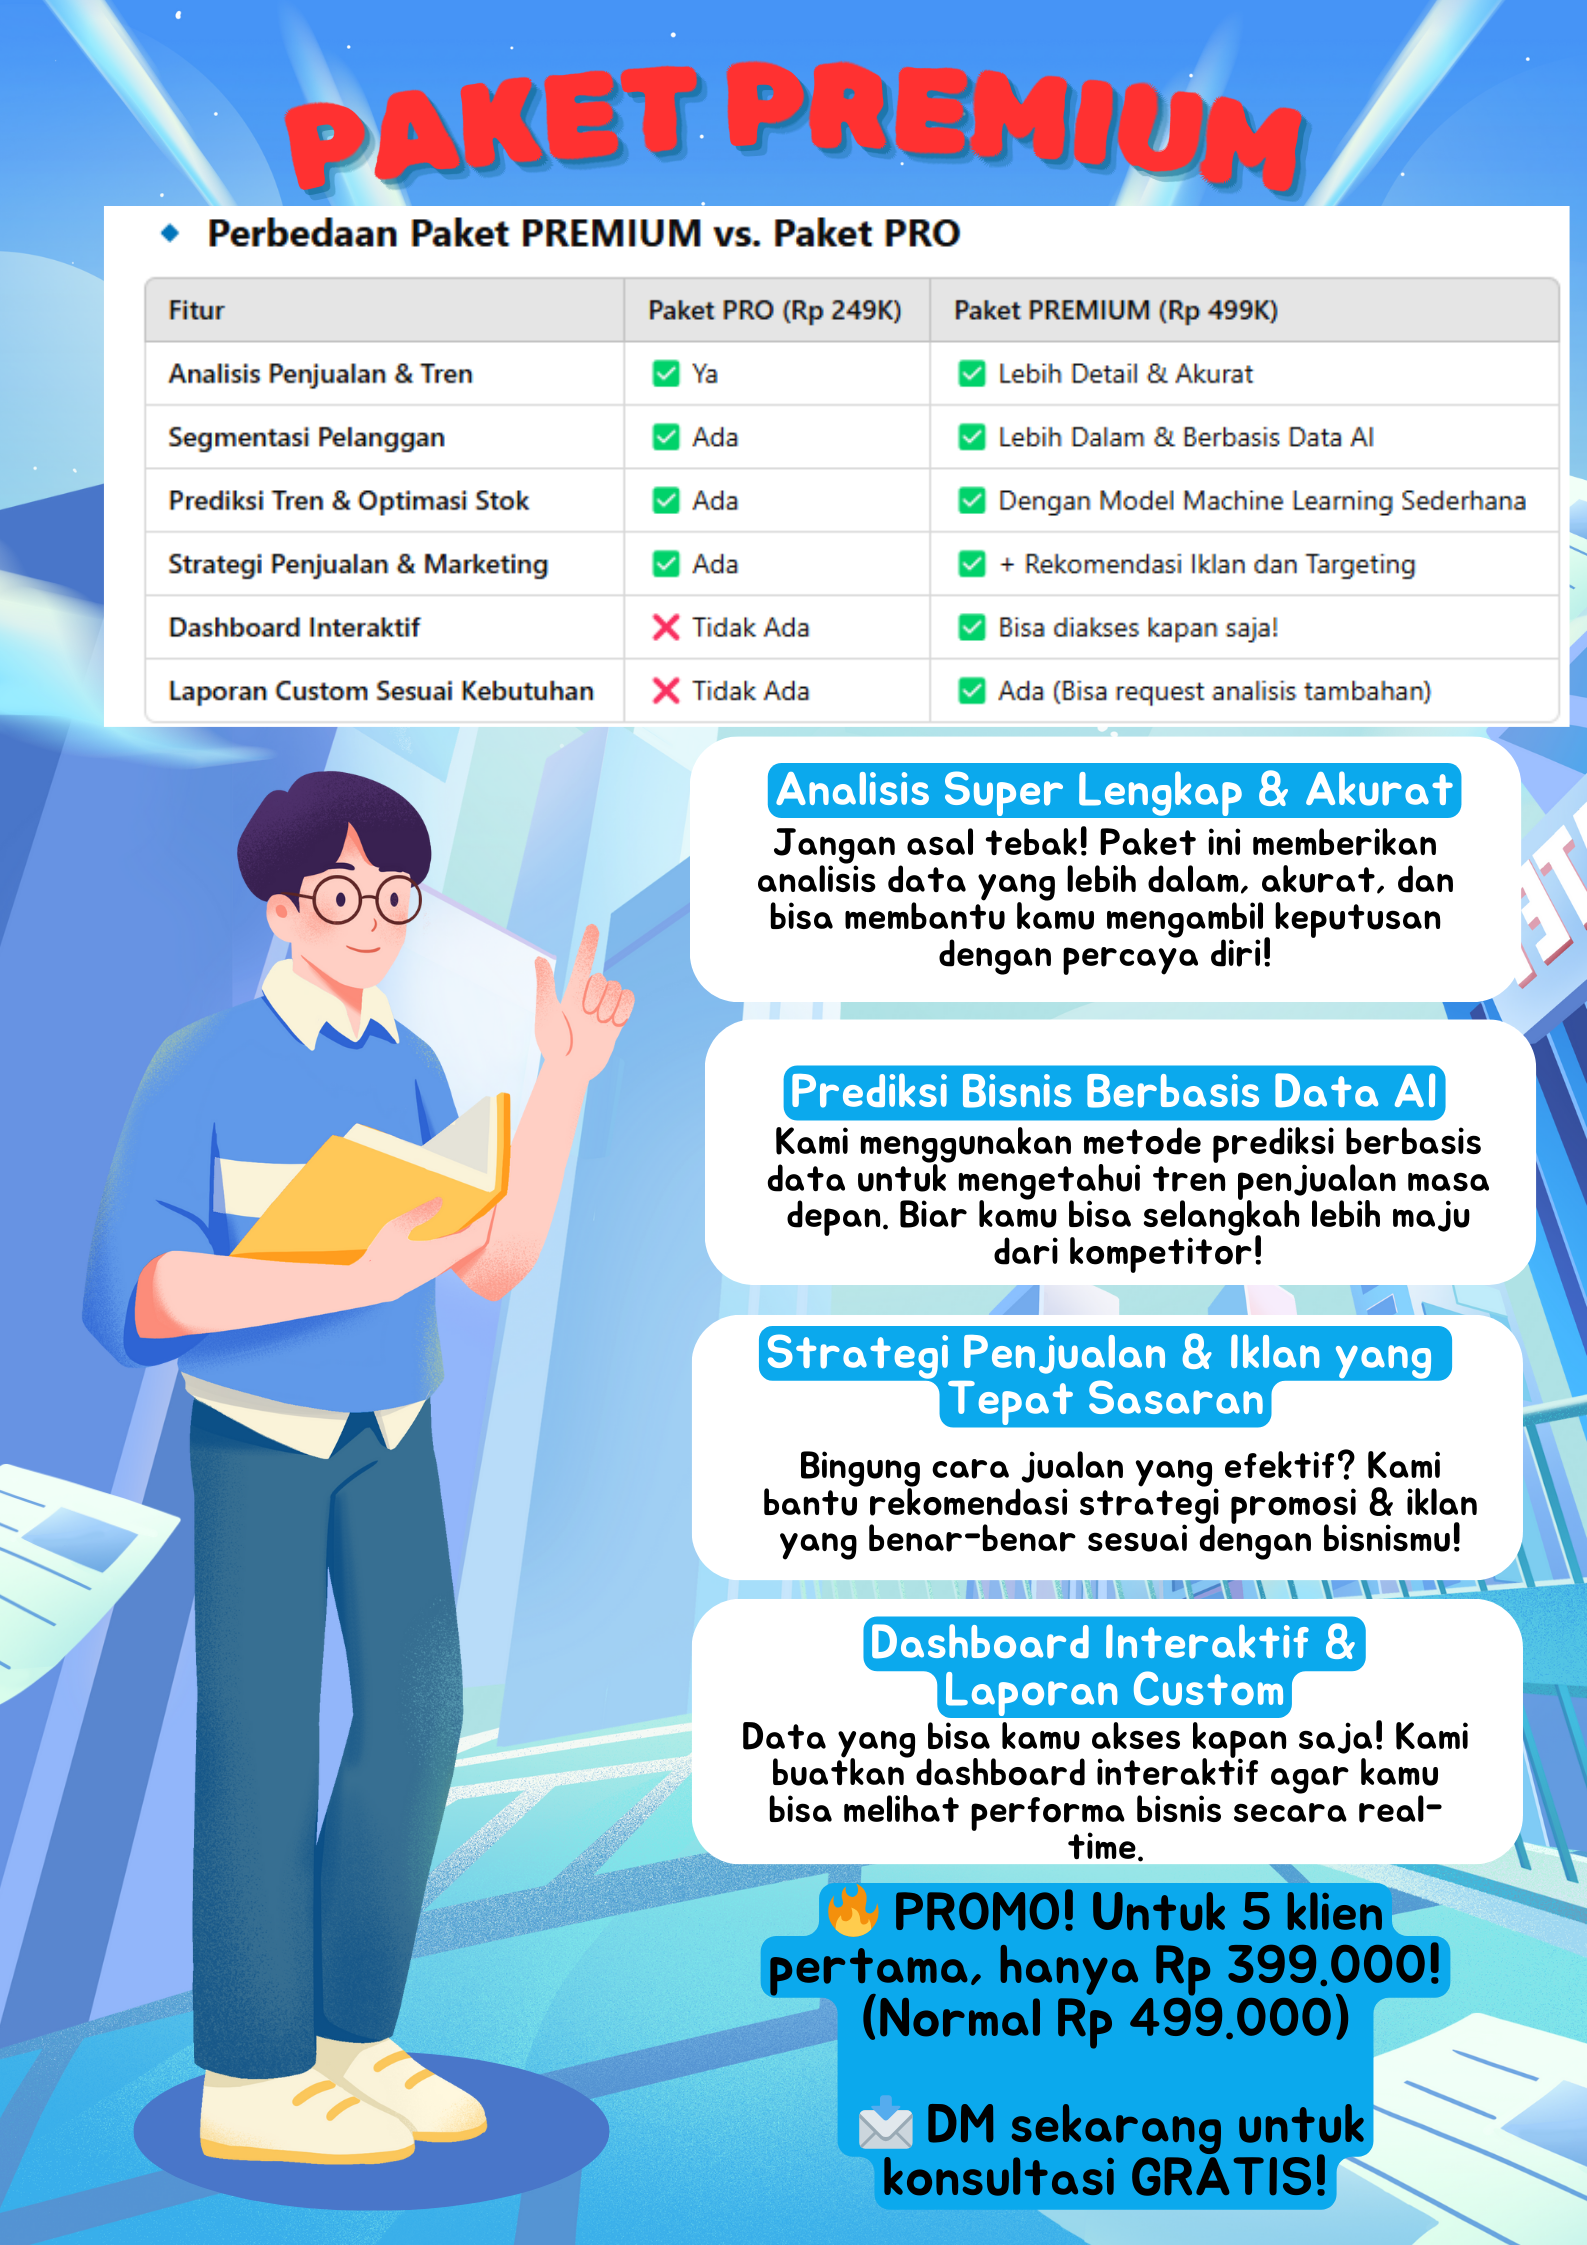 PAKET PREMIUM
Perbedaan Paket PREMIUM vs. Paket PRO
Fitur Paket PRO (Rp 249K) Paket PREMIUM (Rp 499K)
Analisis Penjualan & Tren ✅ Ya ✅ Lebih Detail & Akurat
Segmentasi Pelanggan ✅ Ada ✅ Lebih Dalam & Berbasis Data AI
Prediksi Tren & Optimasi Stok ✅ Ada ✅ Dengan Model Machine Learning Sederhana
Strategi Penjualan & Marketing ✅ Ada ✅ + Rekomendasi Iklan dan Targeting
Dashboard Interaktif ❌ Tidak Ada ✅ Bisa diakses kapan saja!
Laporan Custom Sesuai Kebutuhan ❌ Tidak Ada ✅ Ada (Bisa request analisis tambahan)
Analisis Super Lengkap & Akurat
Jangan asal tebak! Paket ini memberikan
analisis data yang lebih dalam, akurat, dan
bisa membantu kamu mengambil keputusan
dengan percaya diri!
Prediksi Bisnis Berbasis Data AI
Kami menggunakan metode prediksi berbasis
data untuk mengetahui tren penjualan masa
depan. Biar kamu bisa selangkah lebih maju
dari kompetitor!
Strategi Penjualan & Iklan yang
Tepat Sasaran
Bingung cara jualan yang efektif? Kami
bantu rekomendasi strategi promosi & iklan
yang benar-benar sesuai dengan bisnismu!
Dashboard Interaktif &
Laporan Custom
Data yang bisa kamu akses kapan saja! Kami
buatkan dashboard interaktif agar kamu
bisa melihat performa bisnis secara real-
time.
🔥 PROMO! Untuk 5 klien
pertama, hanya Rp 399.000!
(Normal Rp 499.000)
📩 DM sekarang untuk
konsultasi GRATIS!